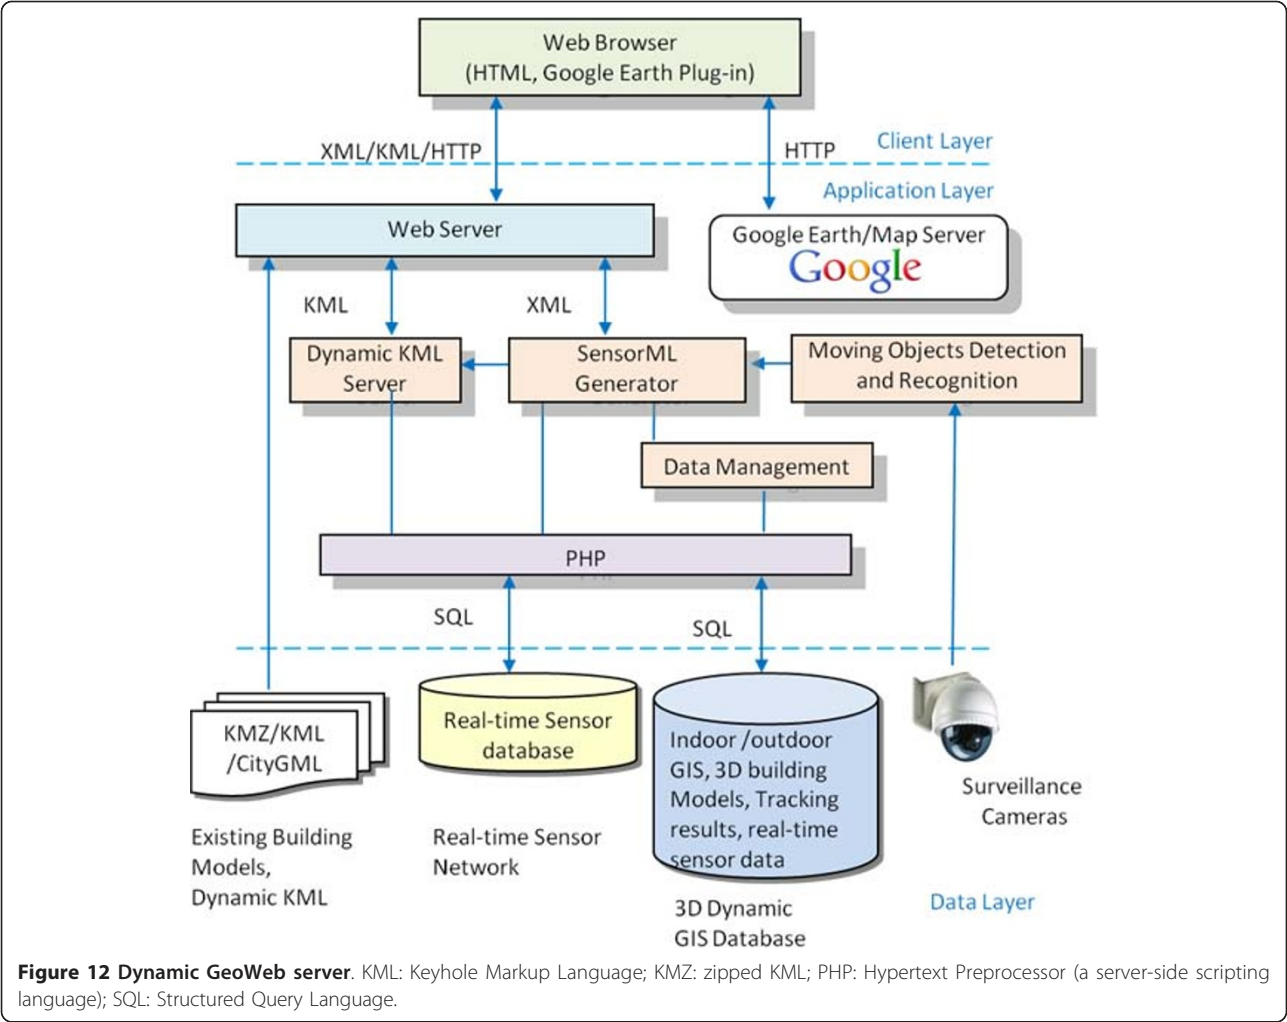 Web Browser
(HTML, Google Earth Plug-in)
XML/KML/HTTP
HTTP
Client Layer
Application Layer
Web Server
Google Earth/Map Server
Google
KML
XML
Dynamic KML
Server
SensorML
Generator
Moving Objects Detection
and Recognition
Data Management
PHP
SQL
SQL
KMZ/KML
/CityGML
Real-time Sensor
database
Indoor /outdoor
GIS, 3D building
Models, Tracking
results, real-time
sensor data
Surveillance
Cameras
Existing Building
Models,
Dynamic KML
Real-time Sensor
Network
3D Dynamic
GIS Database
Data Layer
Figure 12 Dynamic GeoWeb server. KML: Keyhole Markup Language; KMZ: zipped KML; PHP: Hypertext Preprocessor (a server-side scripting
language); SQL: Structured Query Language.